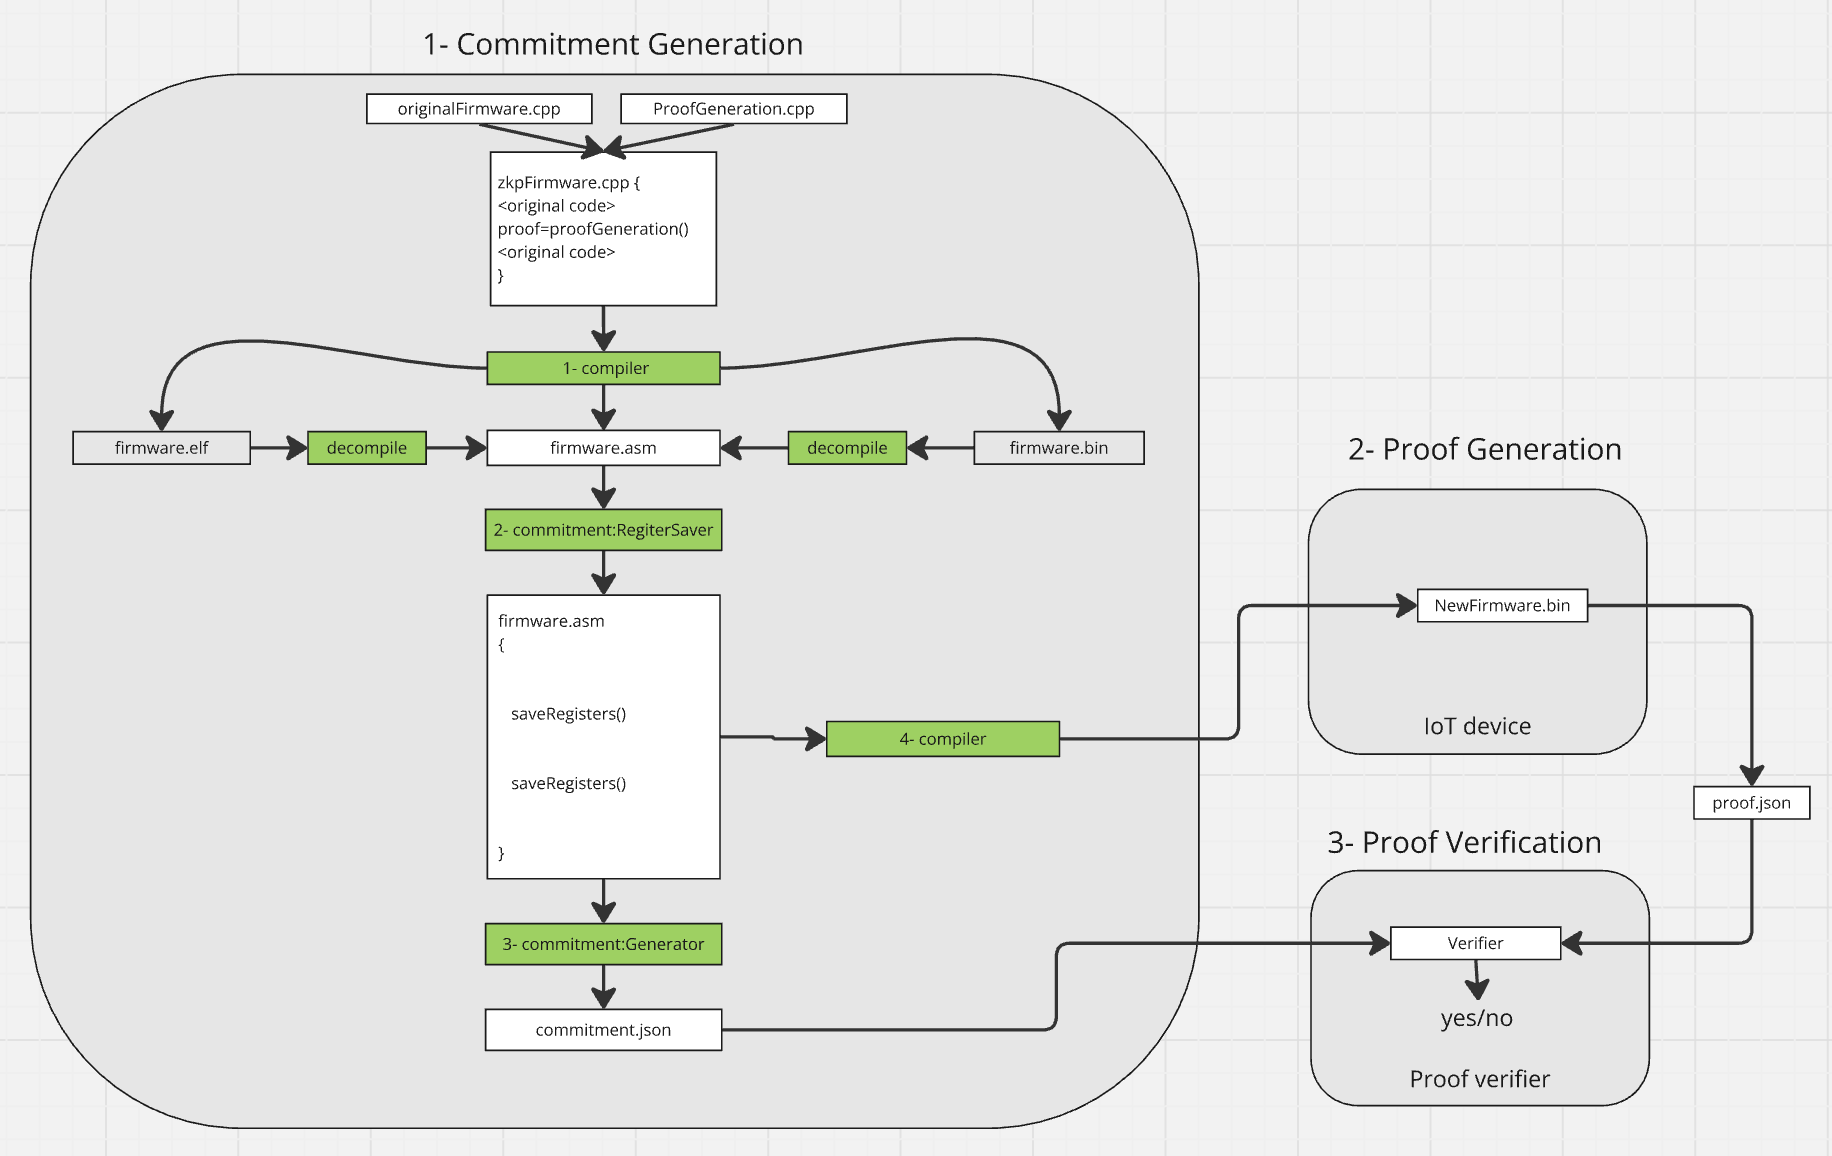 1- Commitment Generation
originalFirmware.cpp
ProofGeneration.cpp
zkpFirmware.cpp {
<original code>
proof=proofGeneration()
<original code>
}
1- compiler
firmware.elf
decompile
firmware.asm
decompile
firmware.bin
2- commitment:RegiterSaver
firmware.asm
{
saveRegisters()
saveRegisters()
}
4- compiler
3- commitment:Generator
commitment.json
2- Proof Generation
NewFirmware.bin
IoT device
proof.json
3- Proof Verification
Verifier
yes/no
Proof verifier